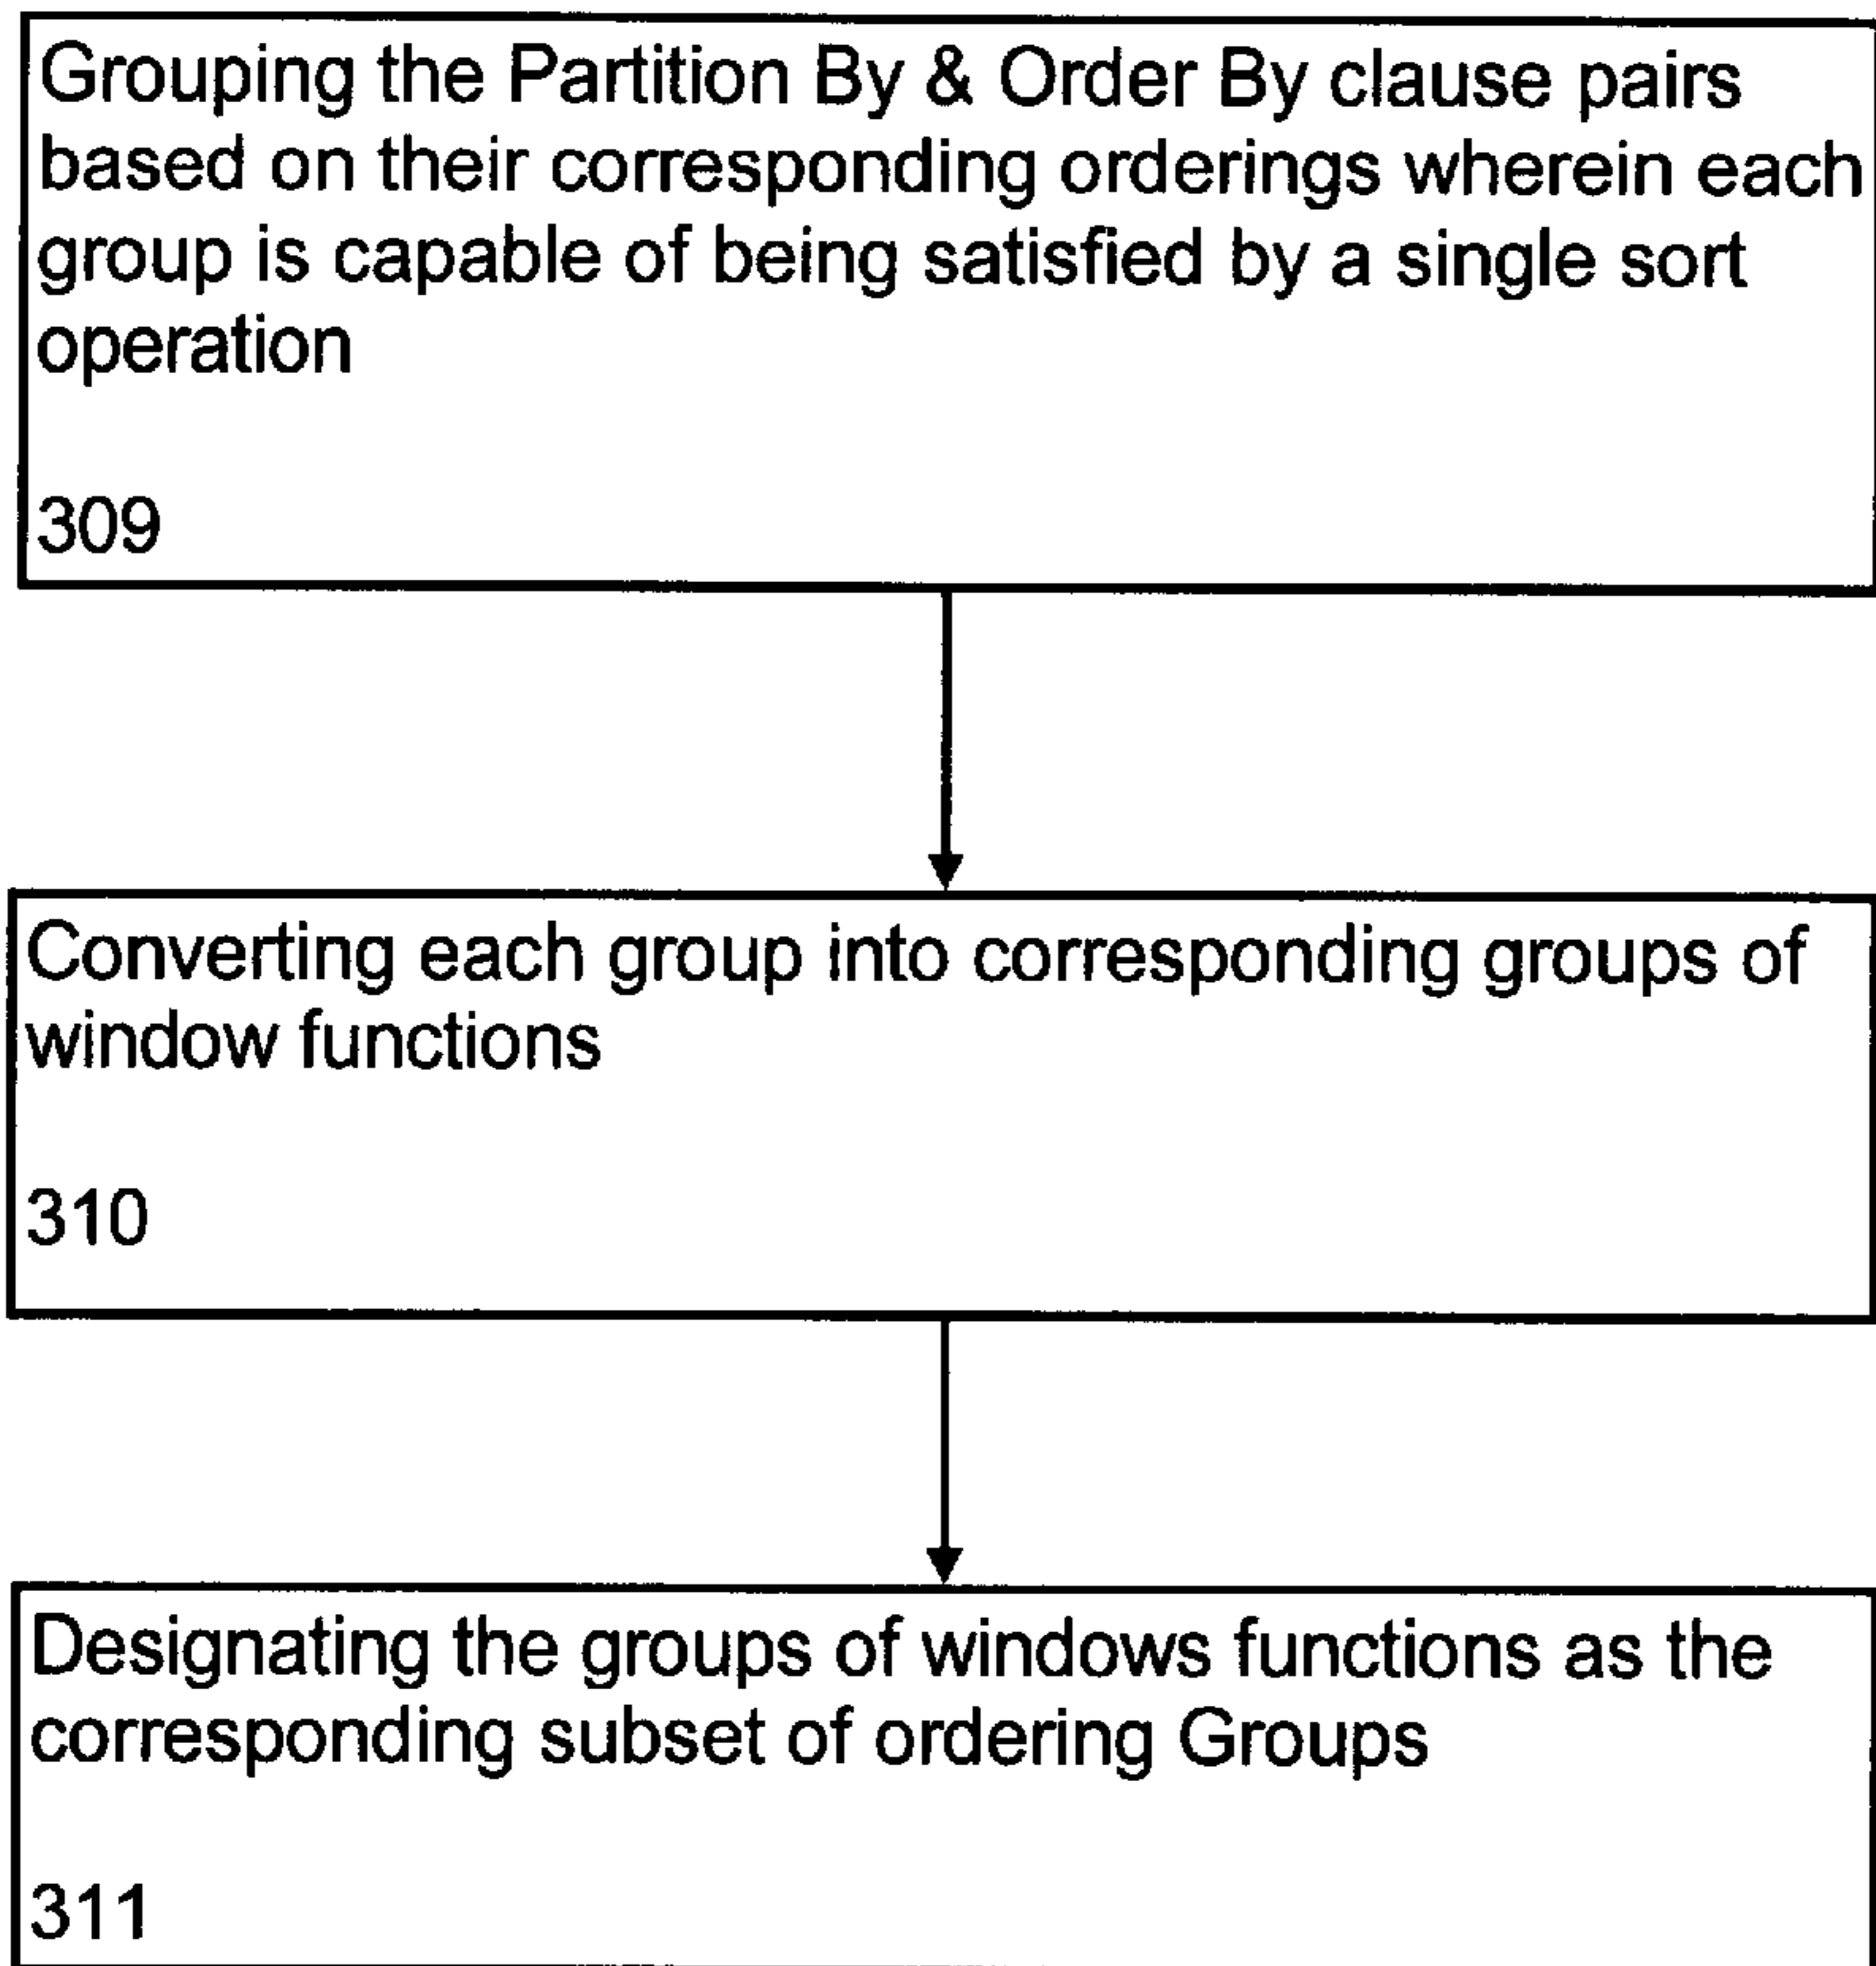 Grouping the Partition By & Order By clause pairs
based on their corresponding orderings wherein each
group is capable of being satisfied by a single sort
operation
309
Converting each group into corresponding groups of
window functions
310
Designating the groups of windows functions as the
corresponding subset of ordering Groups
311